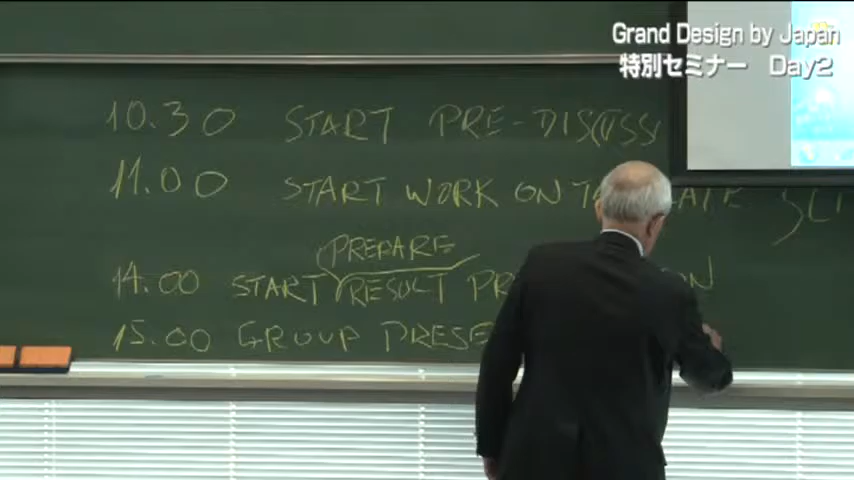 Grand Design by Japan
特別セミナー Day2
10.30 START PRE-DISCUSSI
11.00 START WORK ON T
PREPARE
14.00 START RESULT PR ON
15.00 GROUP PRESE